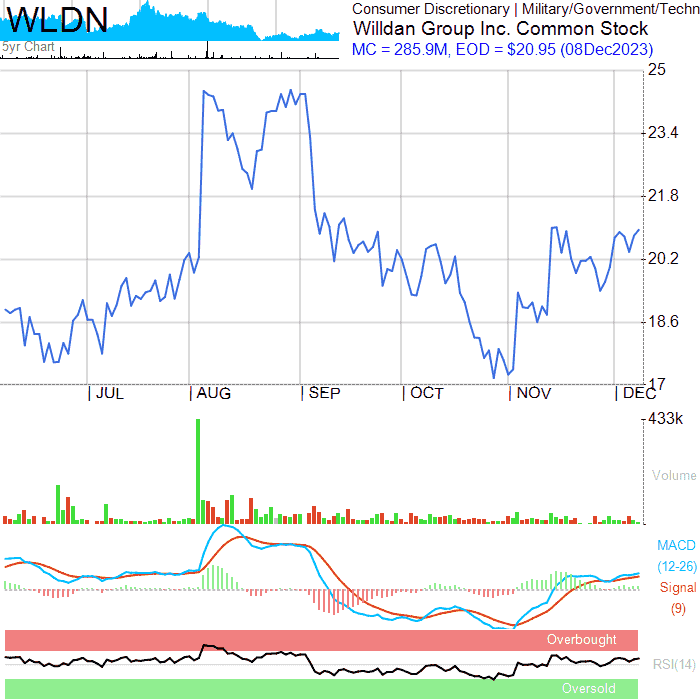 WLDN
5yr Chart
Consumer Discretionary | Military/Government/Techn
Willdan Group Inc. Common Stock
MC = 285.9M, EOD = $20.95 (08Dec2023)
25
23.4
21.8
20.2
18.6
17
JUL
AUG
SEP
OCT
NOV
DEC
433k
Volume
MACD
(12-26)
Signal
(9)
Overbought
RSI(14)
Oversold